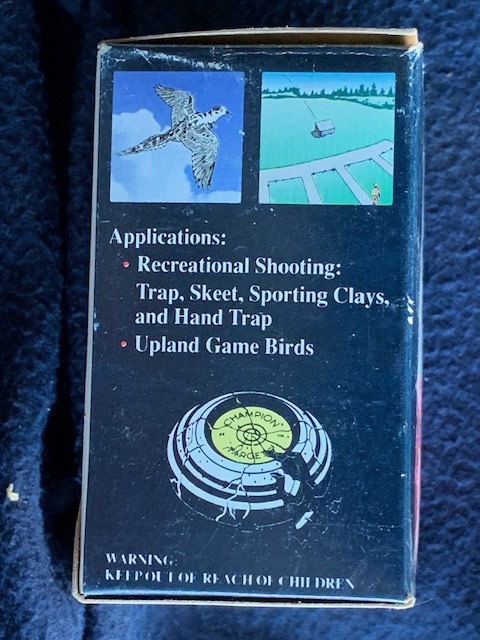 Applications:
• Recreational Shooting:
Trap, Skeet, Sporting Clays,
and Hand Trap
• Upland Game Birds
CHAMPION
TARGET
WARNING:
KEEP OUT OF REACH OF CHILDREN